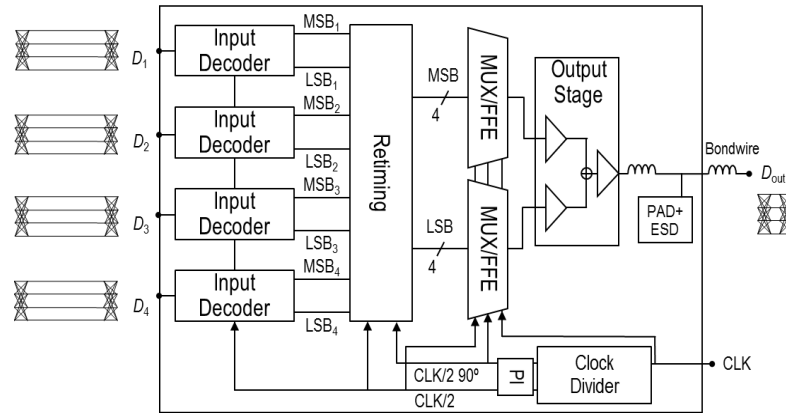 D1
Input
Decoder
MSB1
LSB1
D2
Input
Decoder
MSB2
LSB2
D3
Input
Decoder
MSB3
LSB3
D4
Input
Decoder
MSB4
LSB4
Retiming
MSB
4
LSB
4
MUX/FFE
MUX/FFE
Output
Stage
Bondwire
Dout
PAD+
ESD
CLK/2 90º
CLK/2
PI
Clock
Divider
CLK